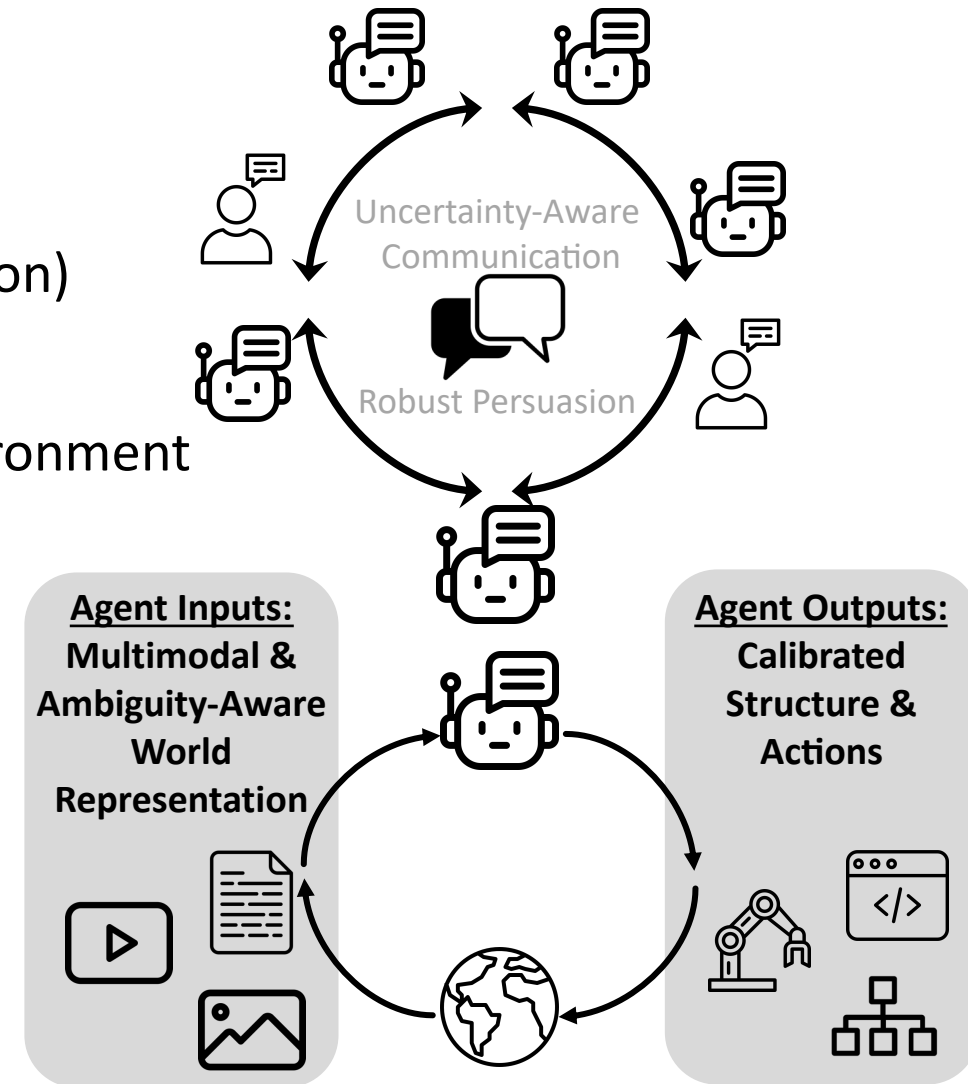 Uncertainty-Aware
Communication
on)
Robust Persuasion
ronment
Agent Inputs:
Multimodal &
Ambiguity-Aware
World
Representation
Agent Outputs:
Calibrated
Structure &
Actions
</>